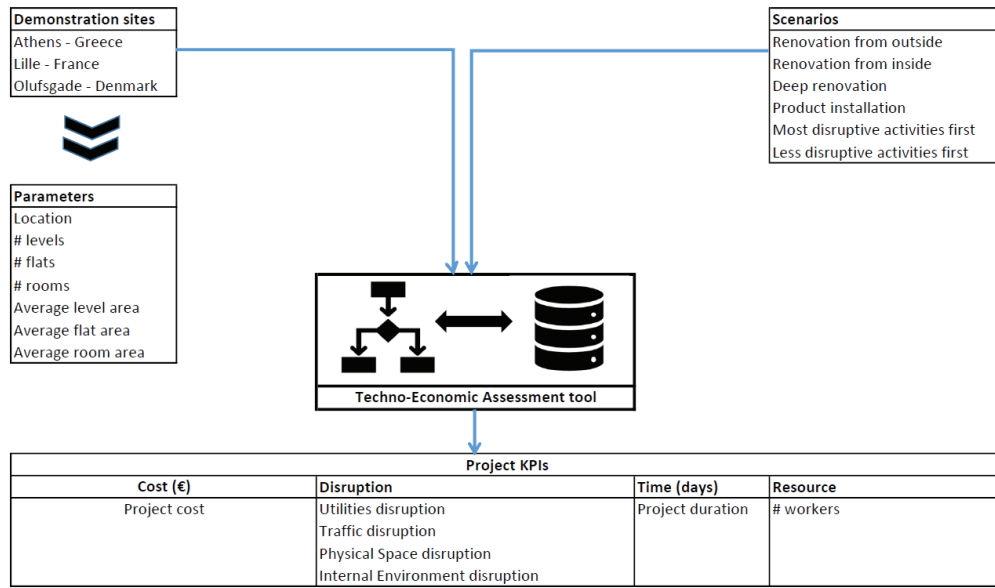 Demonstration sites
Athens - Greece
Lille - France
Olufsgade - Denmark
Scenarios
Renovation from outside
Renovation from inside
Deep renovation
Product installation
Most disruptive activities first
Less disruptive activities first
Parameters
Location
# levels
# flats
# rooms
Average level area
Average flat area
Average room area
Techno-Economic Assessment tool
Project KPIs
Cost (€) Disruption Time (days) Resource
Project cost Utilities disruption Project duration # workers
Traffic disruption
Physical Space disruption
Internal Environment disruption